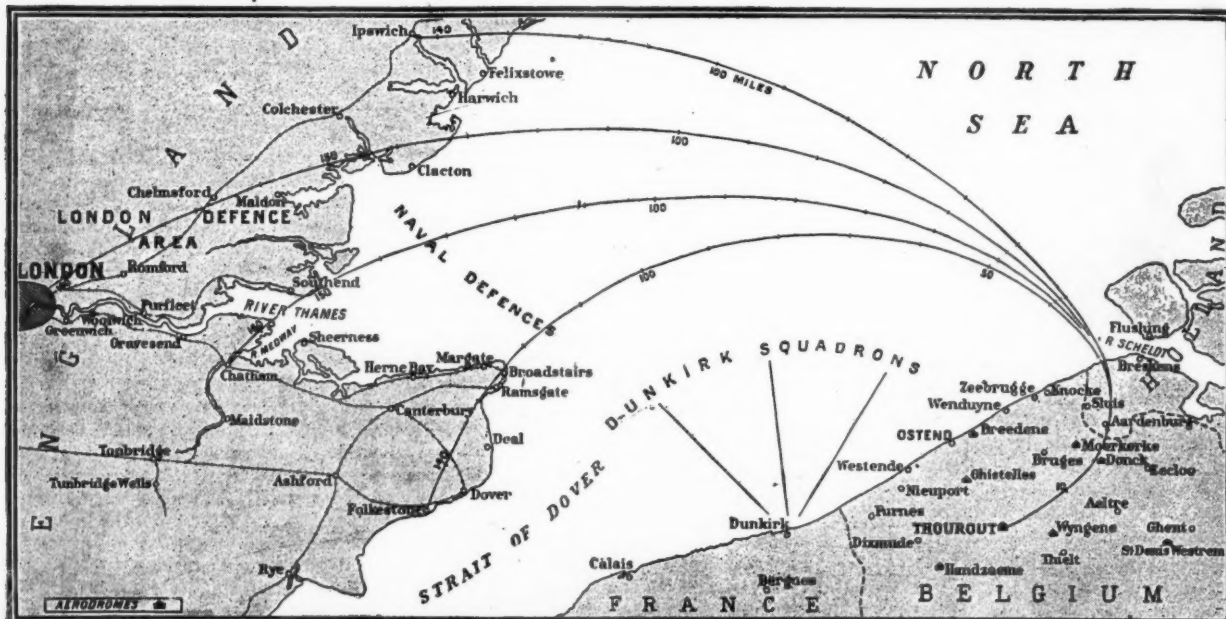 ENGLAND
NORTH
SEA
Ipswich
140
100 MILES
Felixstowe
Harwich
Colchester
Clacton
100
Chelmsford
Maldon
LONDON DEFENCE
AREA
NAVAL DEFENCES
100
LONDON
Romford
Southend
100
50
Purfleet
Woolwich
Greenwich
Gravesend
RIVER THAMES
R MEDWAY
Sheerness
Chatham
Herne Bay
Margate
Broadstairs
Ramsgate
Canterbury
Maidstone
Deal
Tonbridge
Tunbridge Wells
Ashford
Dover
Folkestone
Rye
STRAIT OF DOVER
DUNKIRK SQUADRONS
Flushing
R SCHELDT
Breskens
HOLLAND
Zeebrugge
Knocke
Wenduyne
Sluis
Aardenburg
OSTEND
Breedene
Moerkerke
Bruges
Donck
Eecloo
Westende
Ghistelles
Nieuport
Aeltre
Furnes
Dunkirk
THOUROUT
Wyngene
Ghent
Dixmude
Thielt
St Denis Westrem
Calais
Bergues
Handzaeme
FRANCE
BELGIUM
AERODROMES